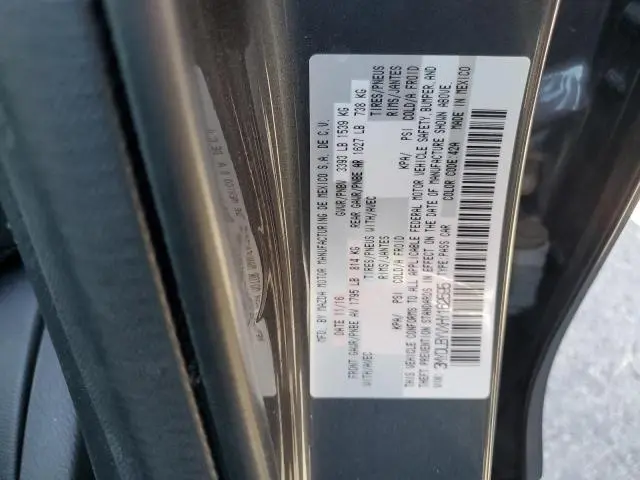 MFD. BY MAZDA MOTOR MANUFACTURING DE MEXICO S.A. DE C.V.
DATE 11/16 GVWR/PNBV 3393 LB 1539 KG
FRONT GAWR/PNBE AV 1795 LB 814 KG REAR GAWR/PNBE AR 1627 LB 738 KG
WITH/AVEC TIRES/PNEUS WITH/AVEC TIRES/PNEUS
RIMS/JANTES RIMS/JANTES
KPA/ PSI COLD/A FROID KPA/ PSI COLD/A FROID
THIS VEHICLE CONFORMS TO ALL APPLICABLE FEDERAL MOTOR VEHICLE SAFETY, BUMPER, AND
THEFT PREVENTION STANDARDS IN EFFECT ON THE DATE OF MANUFACTURE SHOWN ABOVE.
VIN: TYPE:PASS CAR COLOR CODE:42A MADE IN MEXICO